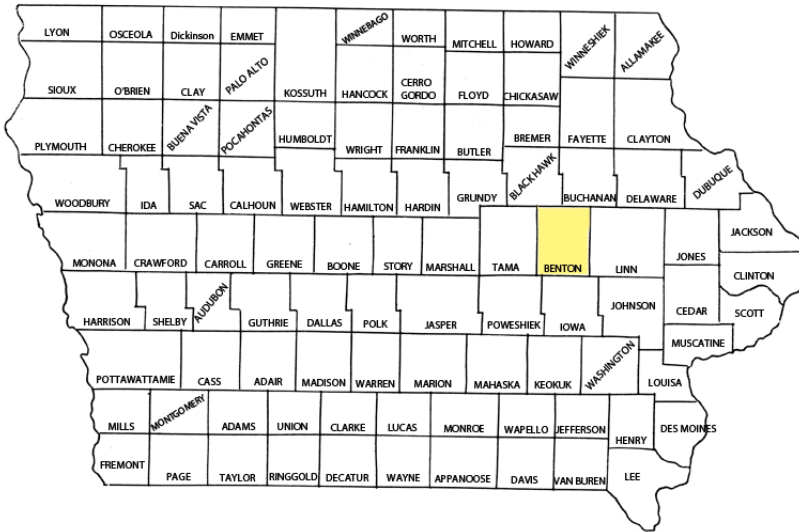 LYON
OSCEOLA
Dickinson
EMMET
WINNEBAGO
WORTH
MITCHELL
HOWARD
WINNESHIEK
ALLAMAKEE
SIOUX
O'BRIEN
CLAY
PALO ALTO
KOSSUTH
HANCOCK
CERRO
GORDO
FLOYD
CHICKASAW
PLYMOUTH
CHEROKEE
BUENA VISTA
POCAHONTAS
HUMBOLDT
WRIGHT
FRANKLIN
BUTLER
BREMER
FAYETTE
CLAYTON
WOODBURY
IDA
SAC
CALHOUN
WEBSTER
HAMILTON
HARDIN
GRUNDY
BLACK HAWK
BUCHANAN
DELAWARE
DUBUQUE
MONONA
CRAWFORD
CARROLL
GREENE
BOONE
STORY
MARSHALL
TAMA
BENTON
LINN
JONES
JACKSON
CLINTON
HARRISON
SHELBY
AUDUBON
GUTHRIE
DALLAS
POLK
JASPER
POWESHIEK
IOWA
JOHNSON
CEDAR
SCOTT
MUSCATINE
POTTAWATTAMIE
CASS
ADAIR
MADISON
WARREN
MARION
MAHASKA
KEOKUK
WASHINGTON
LOUISA
MILLS
MONTGOMERY
ADAMS
UNION
CLARKE
LUCAS
MONROE
WAPELLO
JEFFERSON
HENRY
DES MOINES
FREMONT
PAGE
TAYLOR
RINGGOLD
DECATUR
WAYNE
APPANOOSE
DAVIS
VAN BUREN
LEE